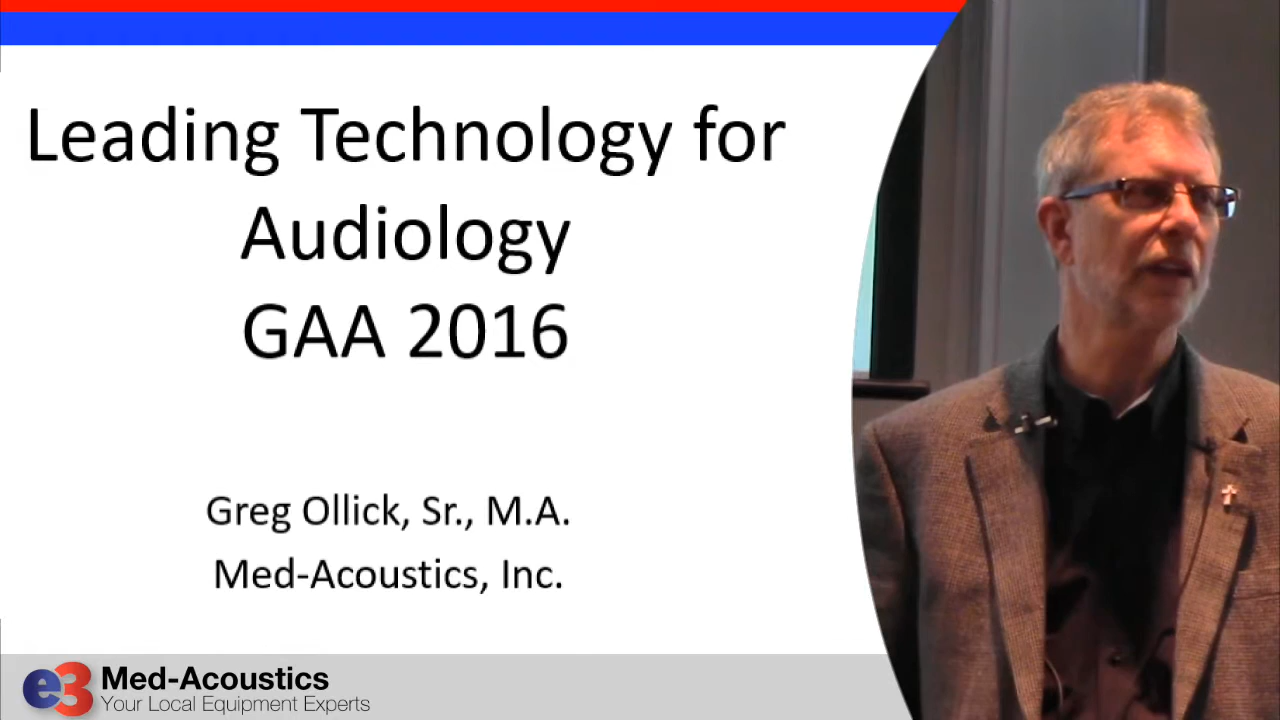 Leading Technology for
Audiology
GAA 2016
Greg Ollick, Sr., M.A.
Med-Acoustics, Inc.
e3 Med-Acoustics
Your Local Equipment Experts